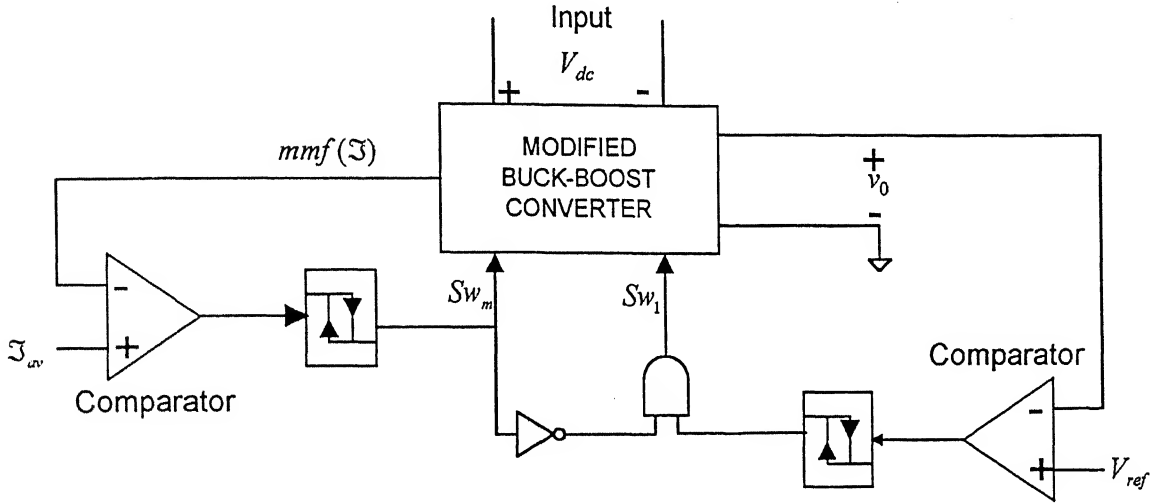 Input
V_dc
+ -
mmf (ℑ)
MODIFIED
BUCK-BOOST
CONVERTER
+
v_0
-
Sw_m
Sw_1
-
ℑ_av
+
Comparator
Comparator
-
+
V_ref